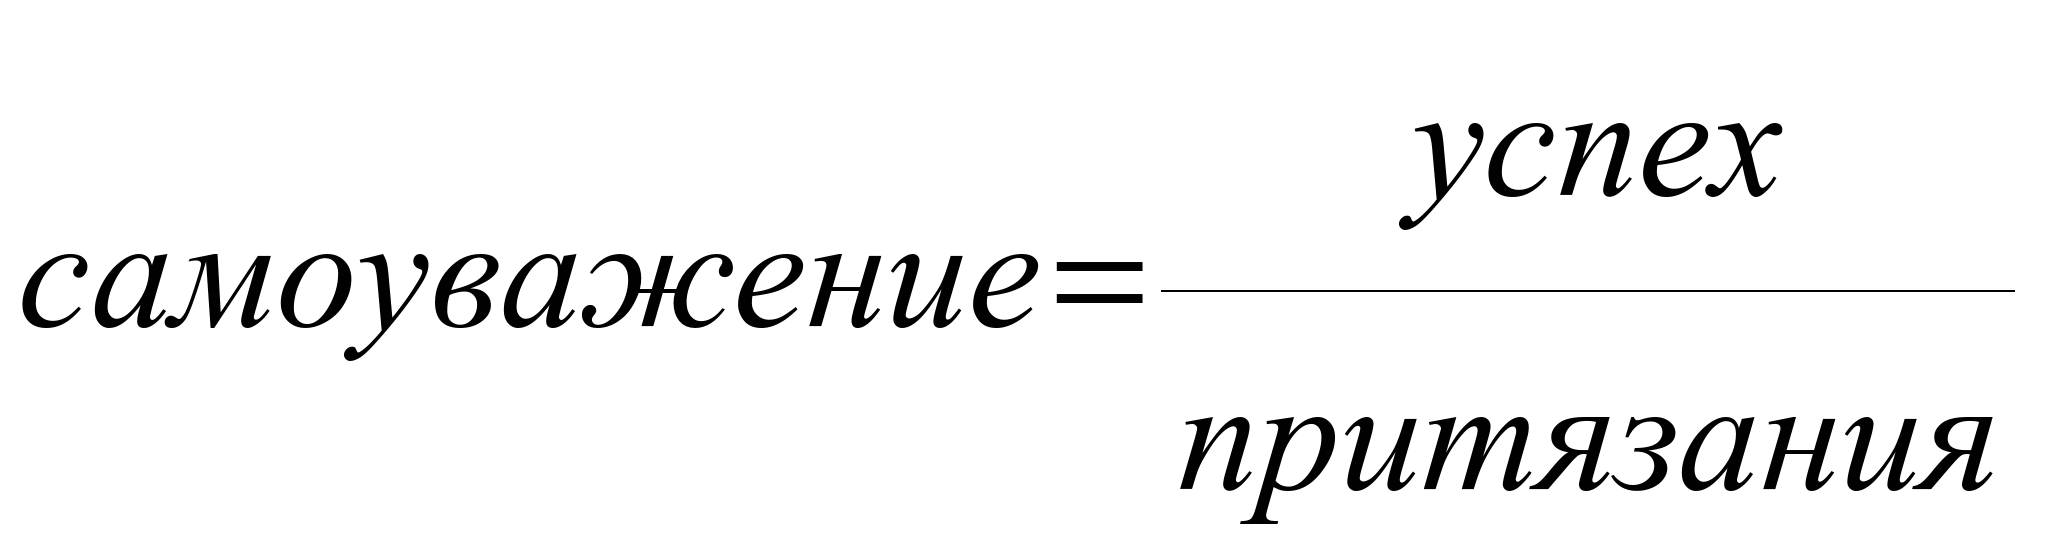 успех
самоуважение=
притязания